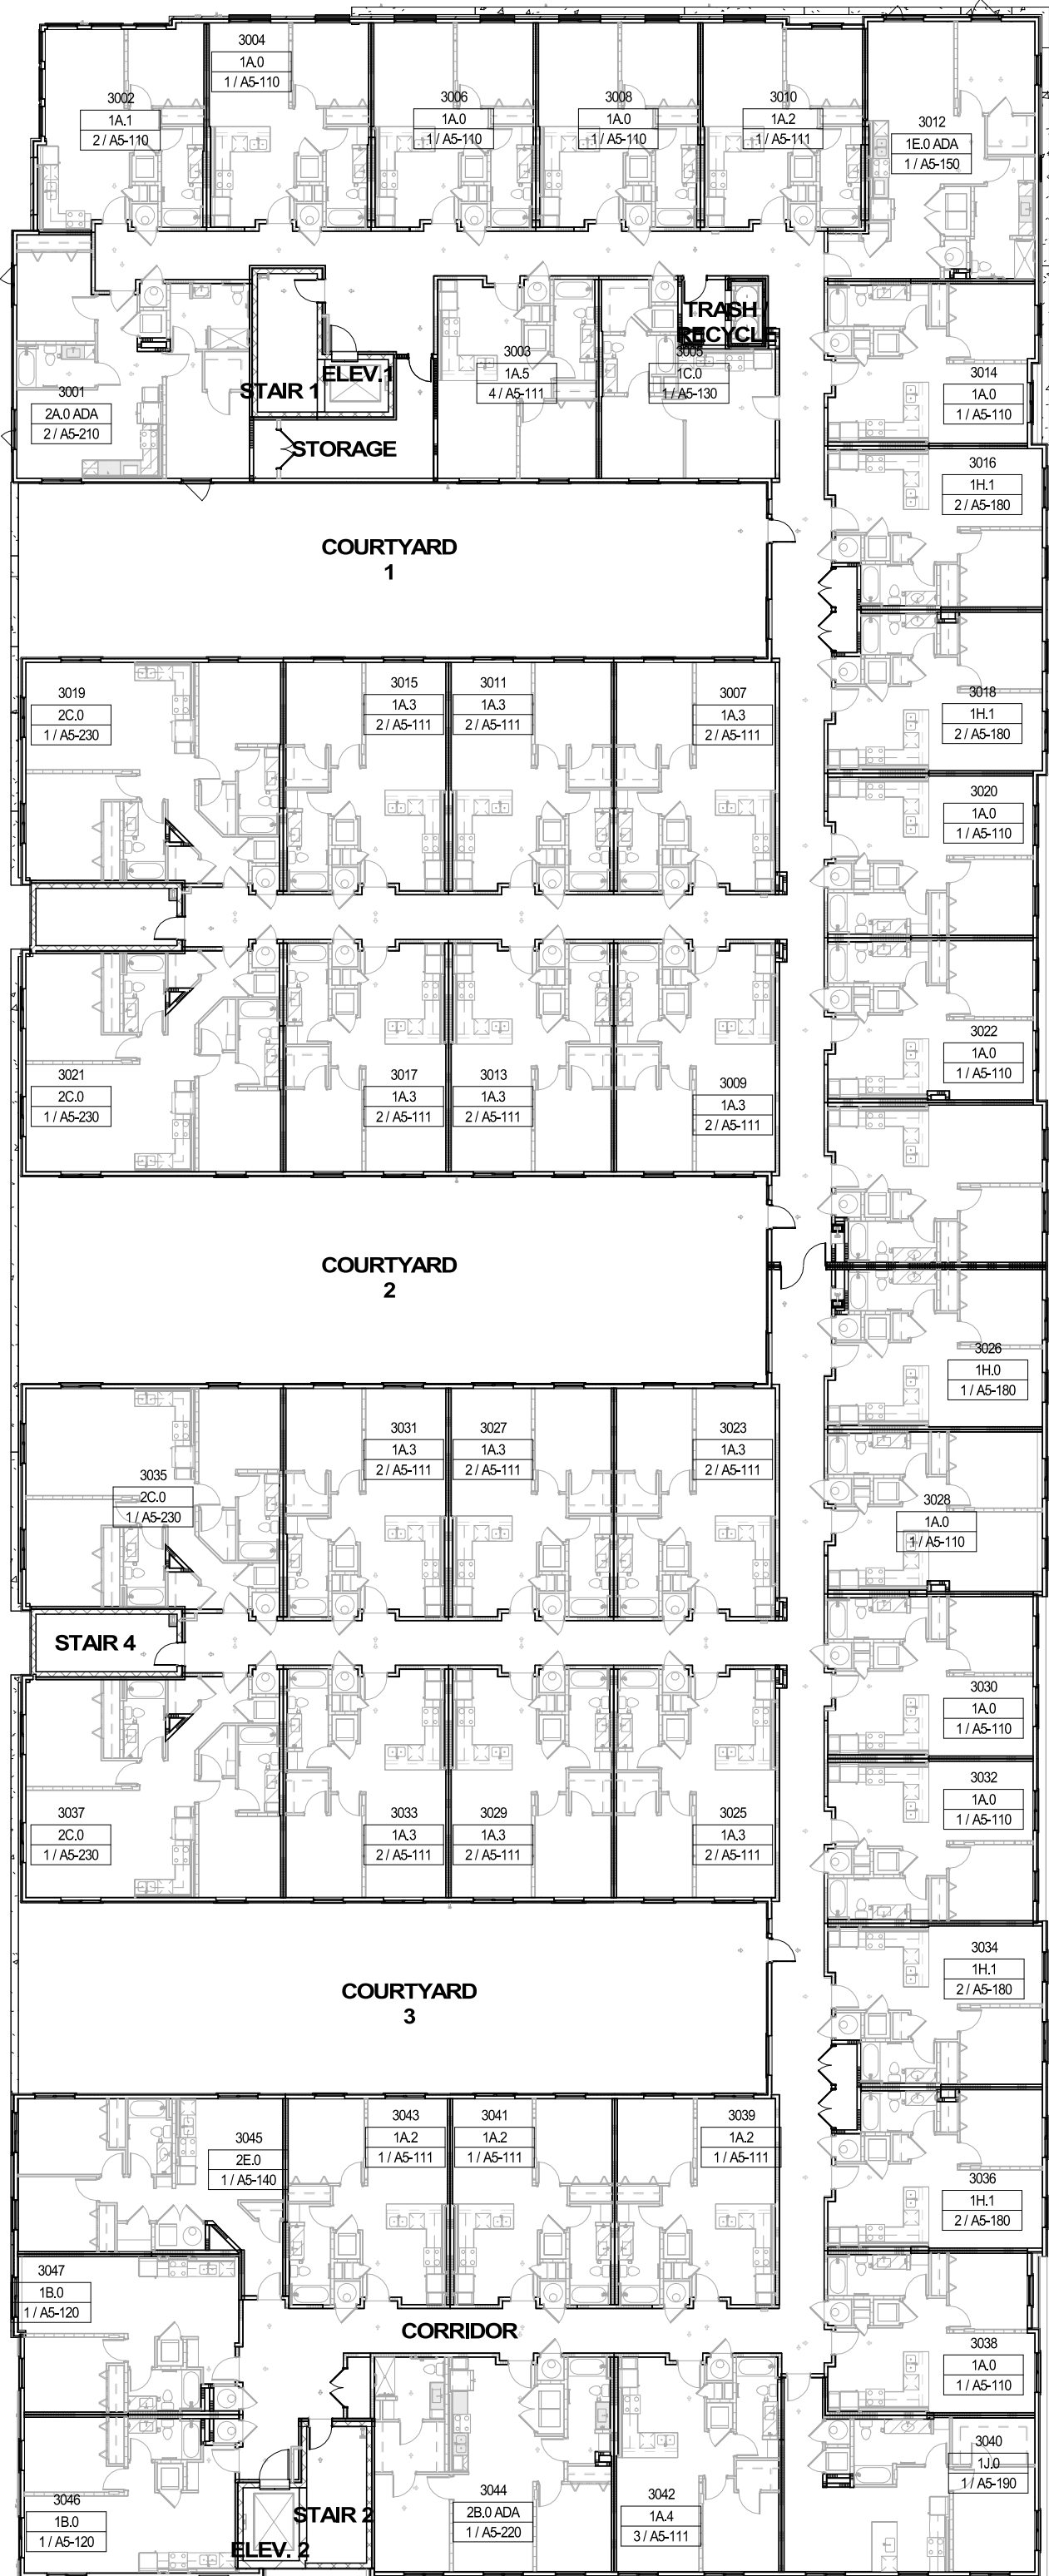 3002
1A.1
2 / A5-110
3004
1A.0
1 / A5-110
3006
1A.0
1 / A5-110
3008
1A.0
1 / A5-110
3010
1A.2
1 / A5-111
3012
1E.0 ADA
1 / A5-150
3001
2A.0 ADA
2 / A5-210
STAIR 1
ELEV.1
STORAGE
3003
1A.5
4 / A5-111
TRASH /
RECYCLE
3005
1C.0
1 / A5-130
3014
1A.0
1 / A5-110
3016
1H.1
2 / A5-180
COURTYARD
1
3018
1H.1
2 / A5-180
3019
2C.0
1 / A5-230
3015
1A.3
2 / A5-111
3011
1A.3
2 / A5-111
3007
1A.3
2 / A5-111
3020
1A.0
1 / A5-110
3022
1A.0
1 / A5-110
3021
2C.0
1 / A5-230
3017
1A.3
2 / A5-111
3013
1A.3
2 / A5-111
3009
1A.3
2 / A5-111
COURTYARD
2
3026
1H.0
1 / A5-180
3031
1A.3
2 / A5-111
3027
1A.3
2 / A5-111
3023
1A.3
2 / A5-111
3035
2C.0
1 / A5-230
3028
1A.0
1 / A5-110
STAIR 4
3030
1A.0
1 / A5-110
3037
2C.0
1 / A5-230
3033
1A.3
2 / A5-111
3029
1A.3
2 / A5-111
3025
1A.3
2 / A5-111
3032
1A.0
1 / A5-110
3034
1H.1
2 / A5-180
COURTYARD
3
3045
2E.0
1 / A5-140
3043
1A.2
1 / A5-111
3041
1A.2
1 / A5-111
3039
1A.2
1 / A5-111
3036
1H.1
2 / A5-180
3047
1B.0
1 / A5-120
CORRIDOR
3038
1A.0
1 / A5-110
3040
1J.0
1 / A5-190
3046
1B.0
1 / A5-120
STAIR 2
ELEV. 2
3044
2B.0 ADA
1 / A5-220
3042
1A.4
3 / A5-111